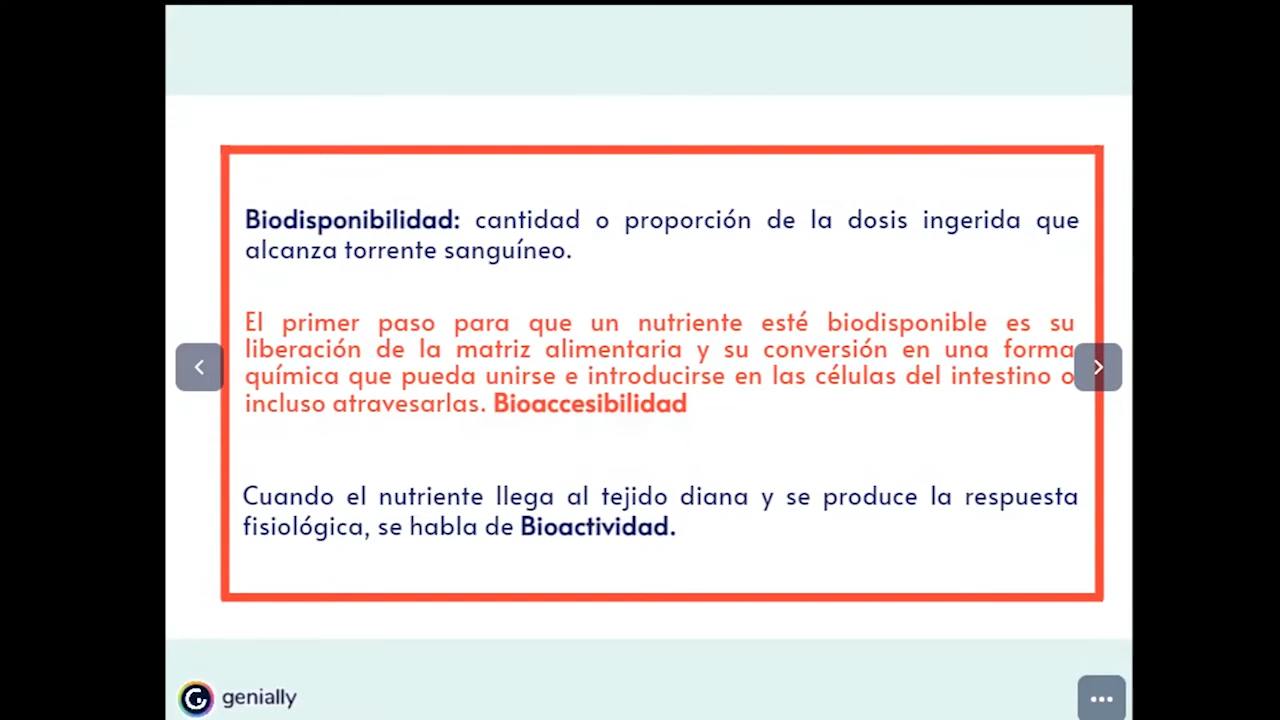 Biodisponibilidad: cantidad o proporción de la dosis ingerida que
alcanza torrente sanguíneo.
El primer paso para que un nutriente esté biodisponible es su
liberación de la matriz alimentaria y su conversión en una forma
química que pueda unirse e introducirse en las células del intestino o
incluso atravesarlas. Bioaccesibilidad
Cuando el nutriente llega al tejido diana y se produce la respuesta
fisiológica, se habla de Bioactividad.
genially